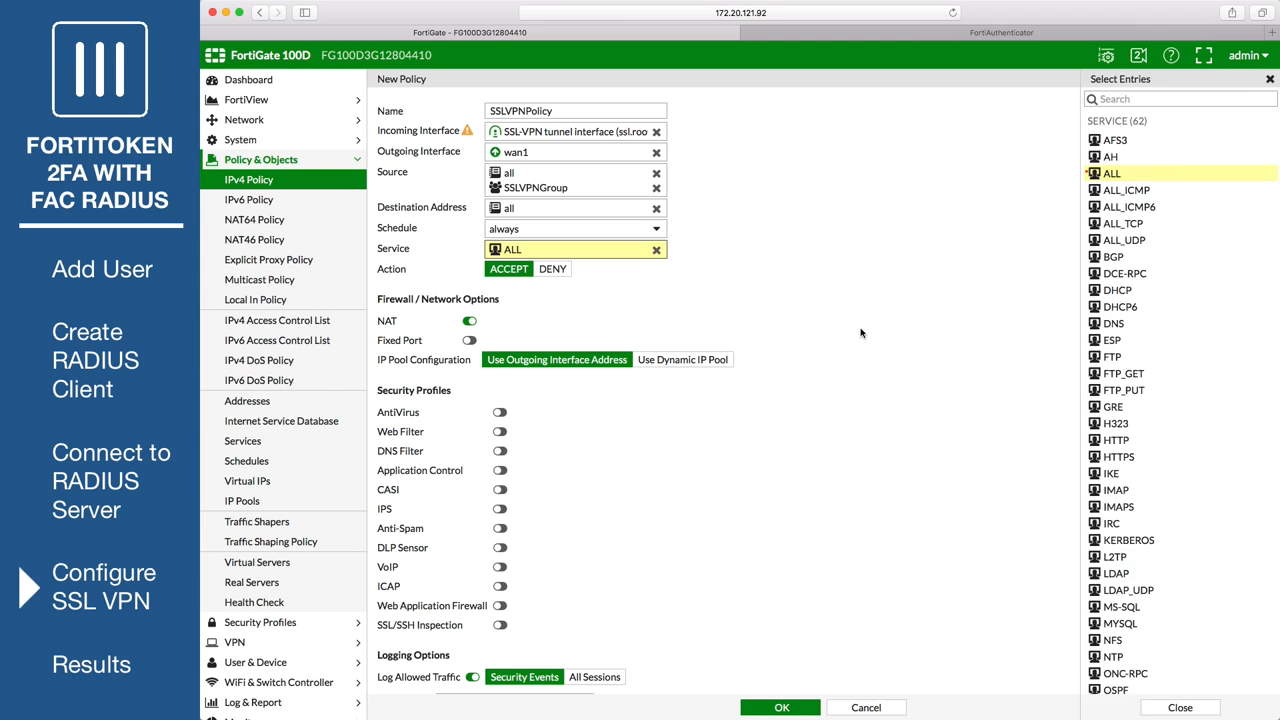 172.20.121.92
FortiGate - FG100D3G12804410
FortiAuthenticator
FortiGate 100D FG100D3G12804410
admin
FORTITOKEN
2FA WITH
FAC RADIUS
Add User
Create
RADIUS
Client
Connect to
RADIUS
Server
Configure
SSL VPN
Results
Dashboard
FortiView
Network
System
Policy & Objects
IPv4 Policy
IPv6 Policy
NAT64 Policy
NAT46 Policy
Explicit Proxy Policy
Multicast Policy
Local In Policy
IPv4 Access Control List
IPv6 Access Control List
IPv4 DoS Policy
IPv6 DoS Policy
Addresses
Internet Service Database
Services
Schedules
Virtual IPs
IP Pools
Traffic Shapers
Traffic Shaping Policy
Virtual Servers
Real Servers
Health Check
Security Profiles
VPN
User & Device
WiFi & Switch Controller
Log & Report
New Policy
Name SSLVPNPolicy
Incoming Interface SSL-VPN tunnel interface (ssl.roo
Outgoing Interface wan1
Source all
SSLVPNGroup
Destination Address all
Schedule always
Service ALL
Action ACCEPT DENY
Firewall / Network Options
NAT
Fixed Port
IP Pool Configuration Use Outgoing Interface Address Use Dynamic IP Pool
Security Profiles
AntiVirus
Web Filter
DNS Filter
Application Control
CASI
IPS
Anti-Spam
DLP Sensor
VoIP
ICAP
Web Application Firewall
SSL/SSH Inspection
Logging Options
Log Allowed Traffic Security Events All Sessions
OK Cancel
Select Entries
Search
SERVICE (62)
AFS3
AH
ALL
ALL_ICMP
ALL_ICMP6
ALL_TCP
ALL_UDP
BGP
DCE-RPC
DHCP
DHCP6
DNS
ESP
FTP
FTP_GET
FTP_PUT
GRE
H323
HTTP
HTTPS
IKE
IMAP
IMAPS
IRC
KERBEROS
L2TP
LDAP
LDAP_UDP
MS-SQL
MYSQL
NFS
NTP
ONC-RPC
OSPF
Close